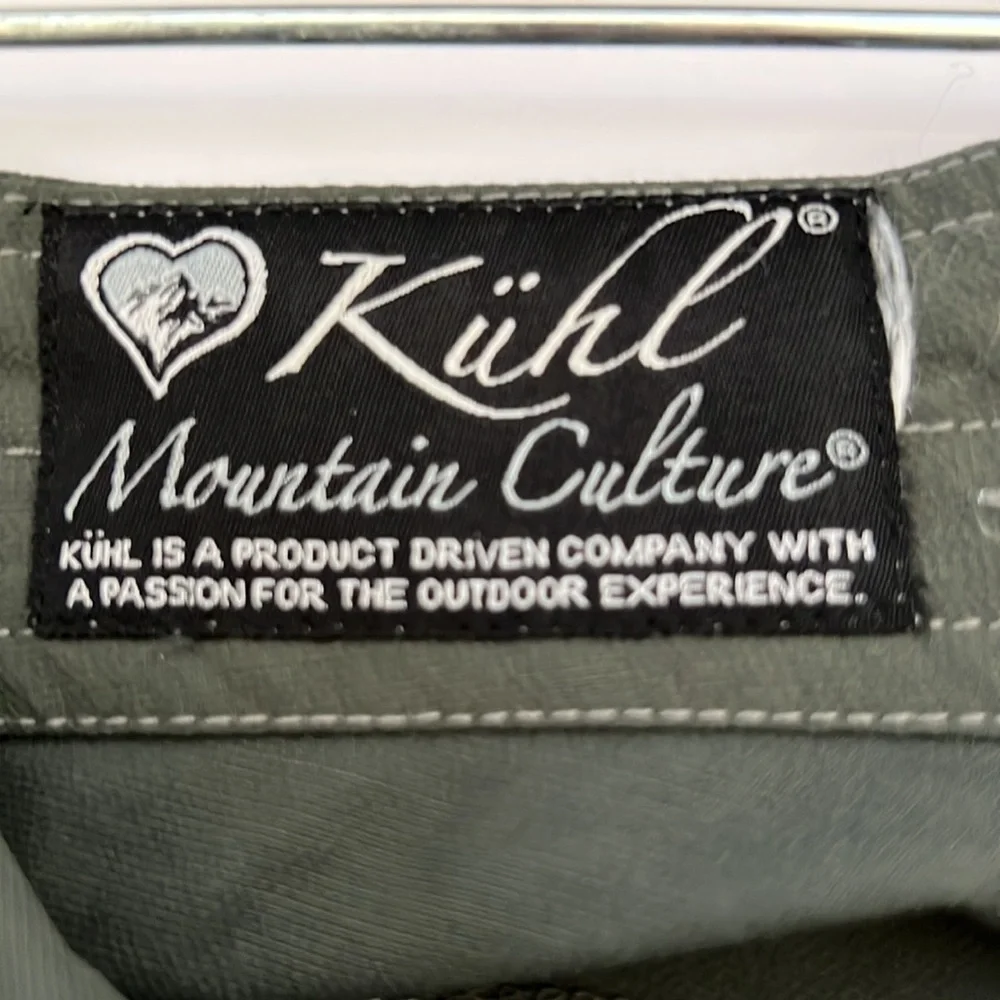 Kühl®
Mountain Culture®
KÜHL IS A PRODUCT DRIVEN COMPANY WITH
A PASSION FOR THE OUTDOOR EXPERIENCE.